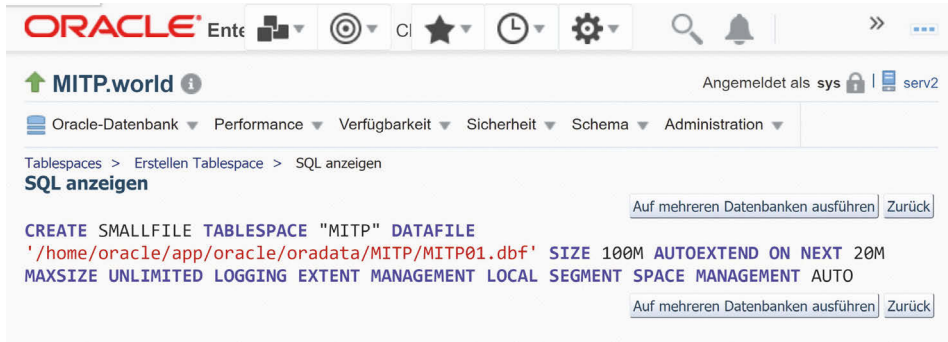 ORACLE Ente Cl
MITP.world Angemeldet als sys serv2
Oracle-Datenbank Performance Verfügbarkeit Sicherheit Schema Administration
Tablespaces > Erstellen Tablespace > SQL anzeigen
SQL anzeigen
Auf mehreren Datenbanken ausführen Zurück
CREATE SMALLFILE TABLESPACE "MITP" DATAFILE
'/home/oracle/app/oracle/oradata/MITP/MITP01.dbf' SIZE 100M AUTOEXTEND ON NEXT 20M
MAXSIZE UNLIMITED LOGGING EXTENT MANAGEMENT LOCAL SEGMENT SPACE MANAGEMENT AUTO
Auf mehreren Datenbanken ausführen Zurück